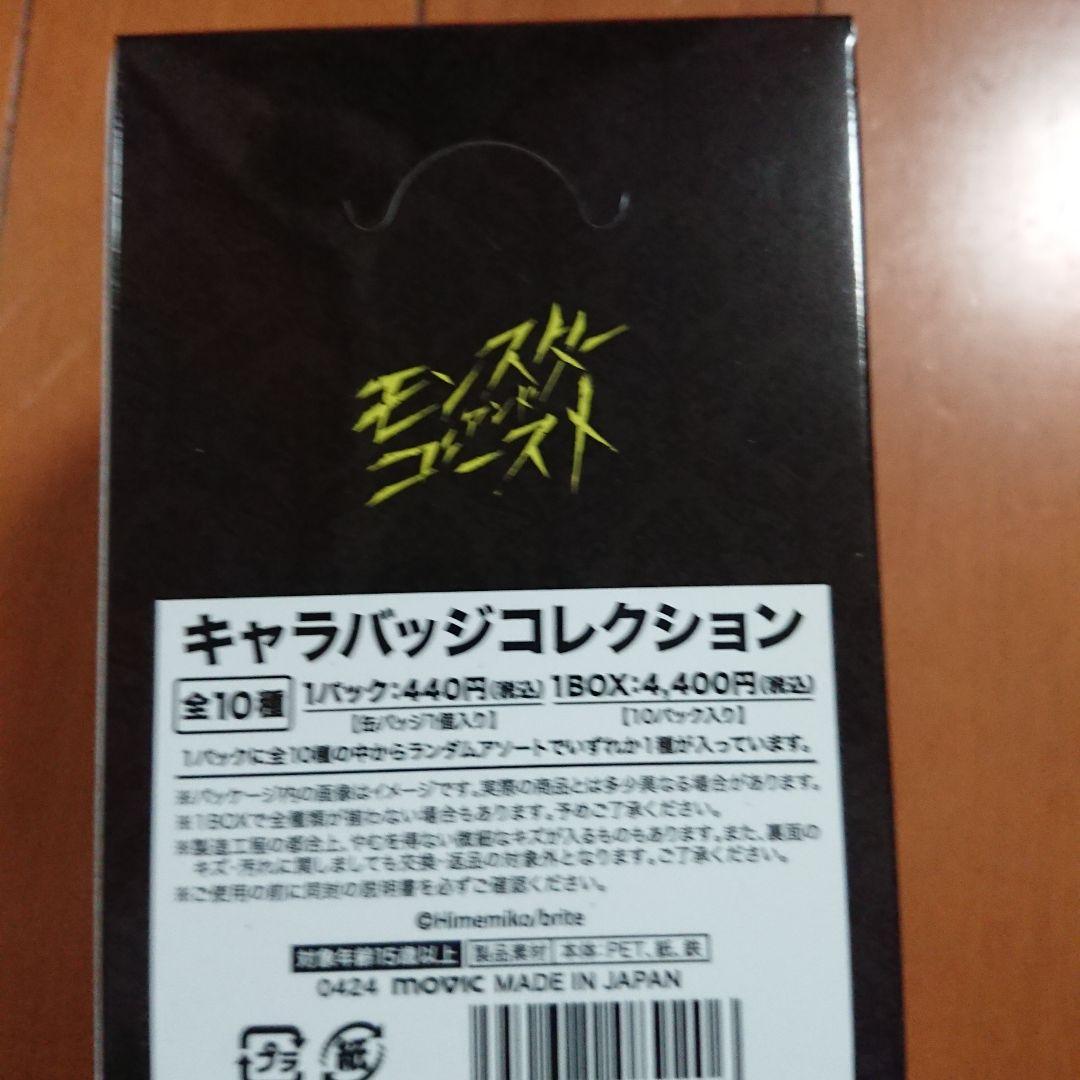 モンスター
アンド
ゴースト
キャラバッジコレクション
全10種
1パック:440円(税込) 1BOX:4,400円(税込)
【缶バッジ1個入り】 【10パック入り】
1パックに全10種の中からランダムアソートでいずれか1種が入っています。
※パッケージ内の画像はイメージです。実際の商品とは多少異なる場合があります。
※1BOXで全種類が揃わない場合もあります。予めご了承ください。
※製造工程の都合上、やむを得ない微細なキズが入るものもあります。また、裏面の
キズ・汚れに関しましても交換・返品の対象外となります。ご了承ください。
※ご使用の前に同封の説明書を必ずご確認ください。
©Himemiko/brite
対象年齢15歳以上 製品素材 本体:PET、紙、鉄
0424 movic MADE IN JAPAN
プラ 紙